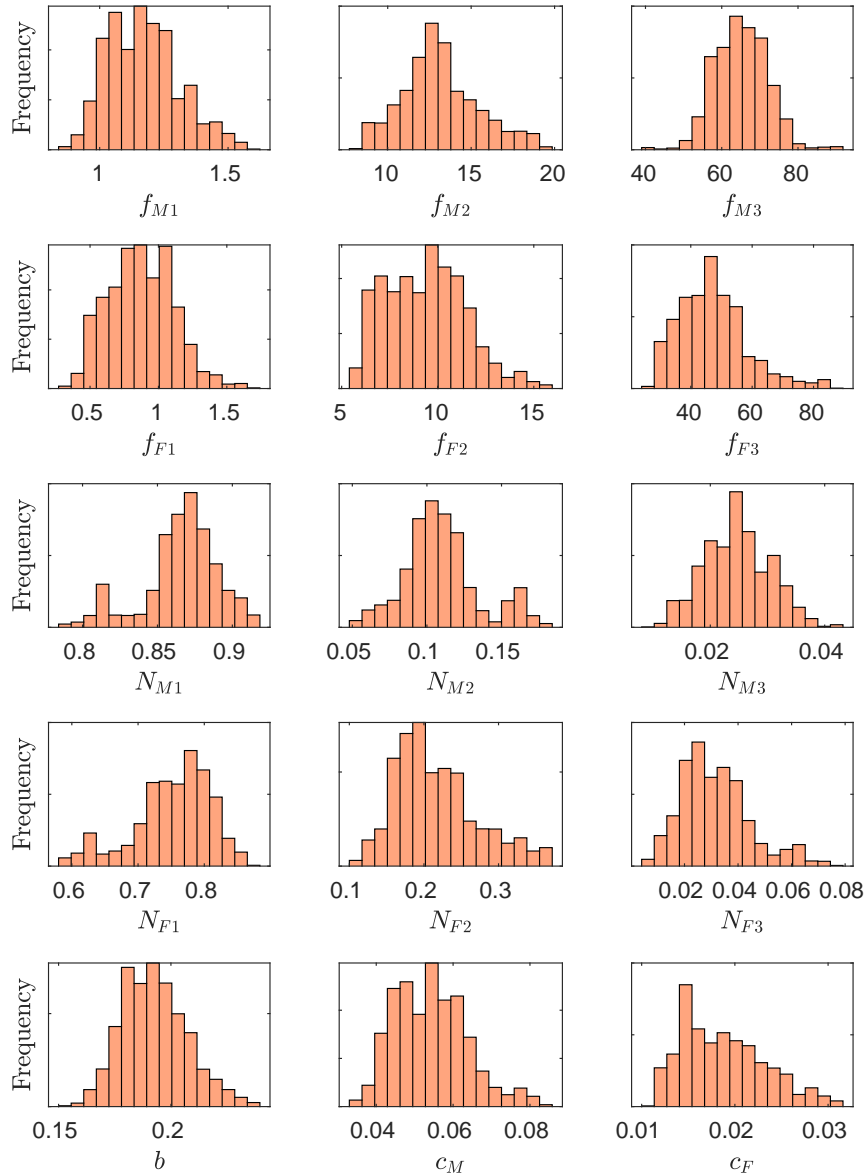 Frequency
1 1.5
10 15 20
40 60 80
f_{M1} f_{M2} f_{M3}
Frequency
0.5 1 1.5
5 10 15
40 60 80
f_{F1} f_{F2} f_{F3}
Frequency
0.8 0.85 0.9
0.05 0.1 0.15
0.02 0.04
N_{M1} N_{M2} N_{M3}
Frequency
0.6 0.7 0.8
0.1 0.2 0.3
0.02 0.04 0.06 0.08
N_{F1} N_{F2} N_{F3}
Frequency
0.15 0.2
0.04 0.06 0.08
0.01 0.02 0.03
b c_M c_F